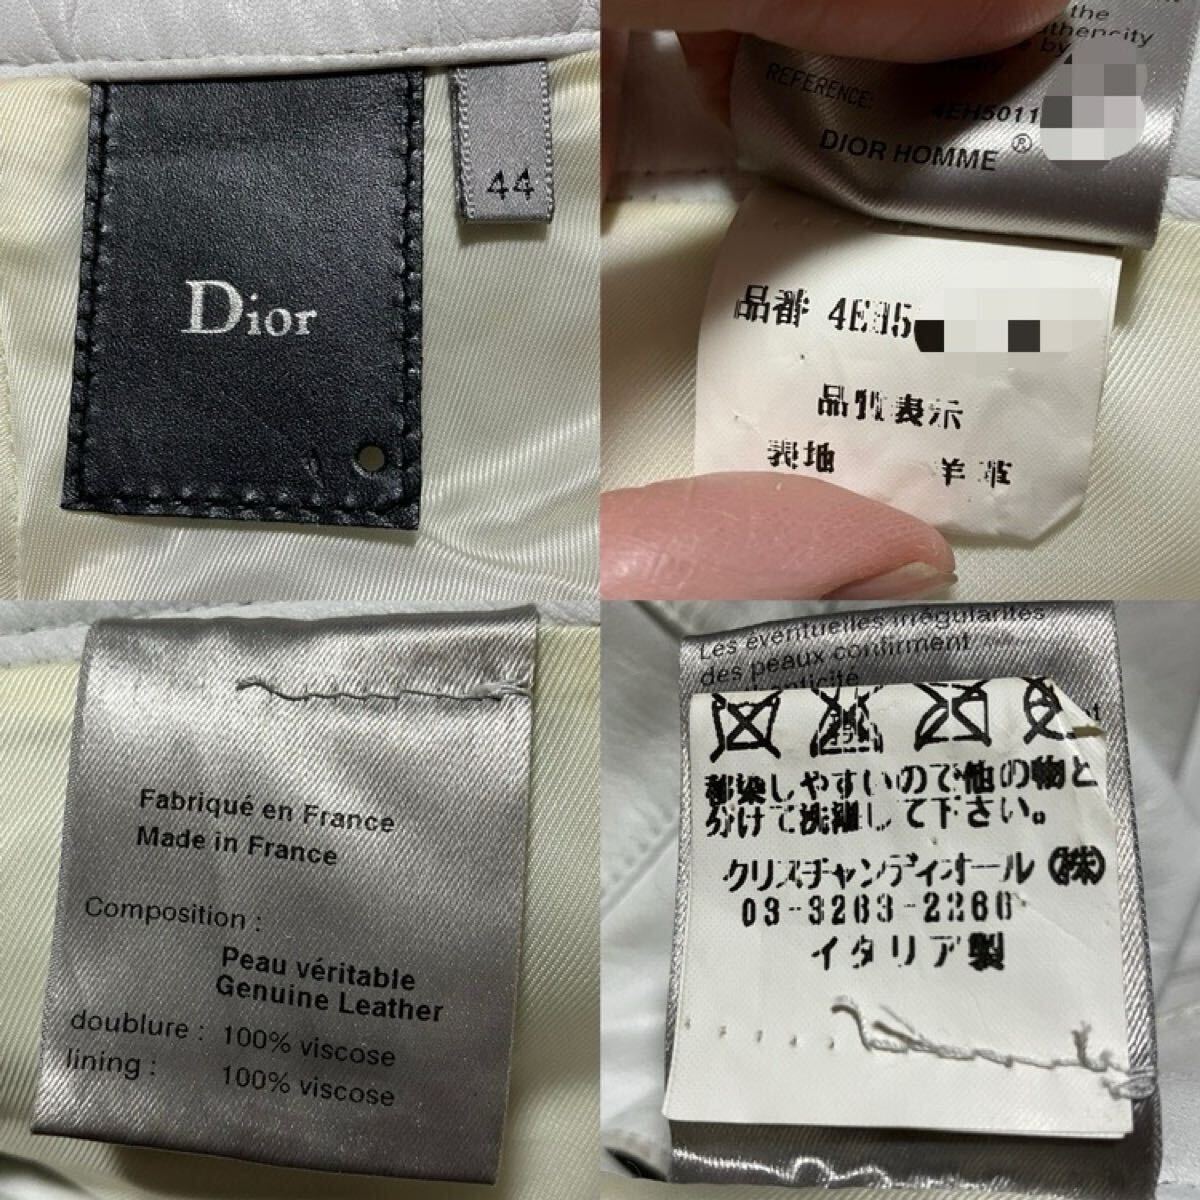 Dior
44
the
REFERENCE: 4EH5011
DIOR HOMME ®
品番 4EH5
品質表示
表地 羊革
Fabriqué en France
Made in France
Composition :
Peau véritable
Genuine Leather
doublure : 100% viscose
lining : 100% viscose
Les éventuelles irrégularités
des peaux confirment
移染しやすいので他の物と
分けて洗濯して下さい。
クリスチャンディオール(株)
03-3263-2266
イタリア製